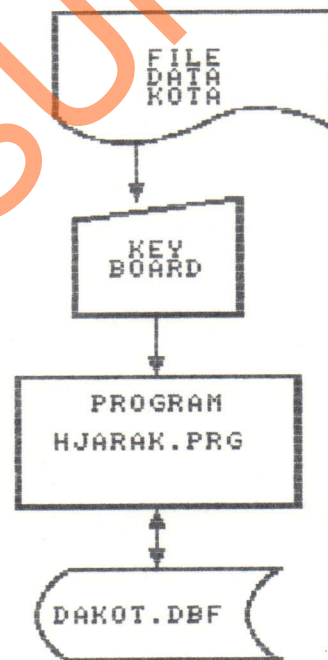 FILE
DATA
KOTA
KEY
BOARD
PROGRAM
HJARAK.PRG
DAKOT.DBF